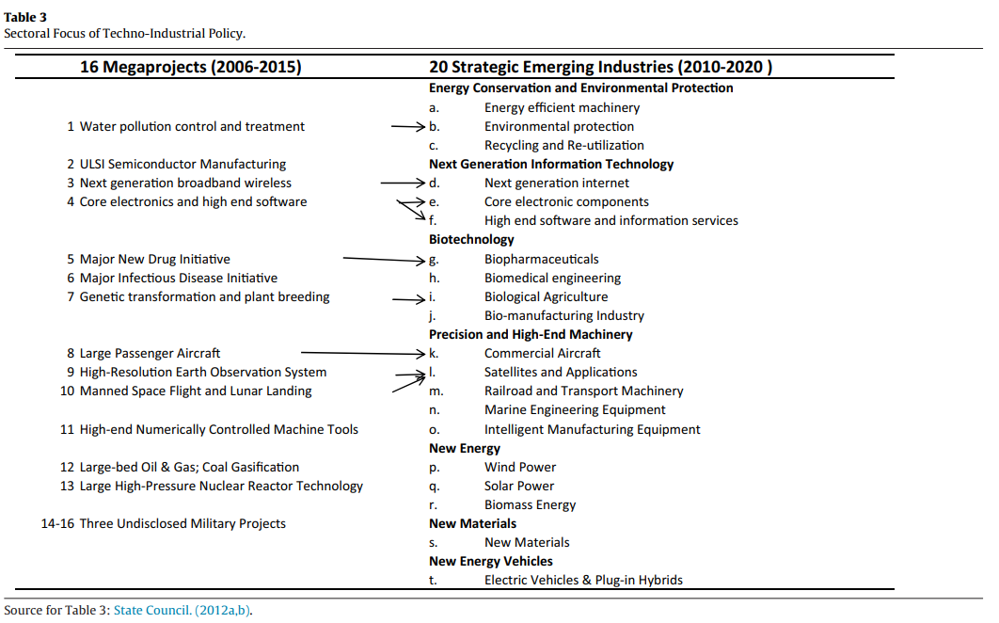 Table 3
Sectoral Focus of Techno-Industrial Policy.
16 Megaprojects (2006-2015) 20 Strategic Emerging Industries (2010-2020 )
Energy Conservation and Environmental Protection
a. Energy efficient machinery
1 Water pollution control and treatment b. Environmental protection
c. Recycling and Re-utilization
2 ULSI Semiconductor Manufacturing Next Generation Information Technology
3 Next generation broadband wireless d. Next generation internet
4 Core electronics and high end software e. Core electronic components
f. High end software and information services
Biotechnology
5 Major New Drug Initiative g. Biopharmaceuticals
6 Major Infectious Disease Initiative h. Biomedical engineering
7 Genetic transformation and plant breeding i. Biological Agriculture
j. Bio-manufacturing Industry
Precision and High-End Machinery
8 Large Passenger Aircraft k. Commercial Aircraft
9 High-Resolution Earth Observation System l. Satellites and Applications
10 Manned Space Flight and Lunar Landing m. Railroad and Transport Machinery
n. Marine Engineering Equipment
11 High-end Numerically Controlled Machine Tools o. Intelligent Manufacturing Equipment
New Energy
12 Large-bed Oil & Gas; Coal Gasification p. Wind Power
13 Large High-Pressure Nuclear Reactor Technology q. Solar Power
r. Biomass Energy
14-16 Three Undisclosed Military Projects New Materials
s. New Materials
New Energy Vehicles
t. Electric Vehicles & Plug-in Hybrids
Source for Table 3: State Council. (2012a,b).